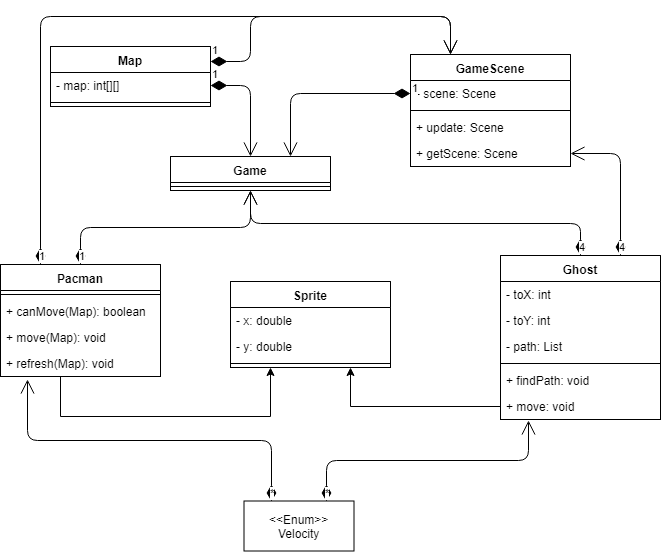 1
Map
1
- map: int[][]
GameScene
1
- scene: Scene
+ update: Scene
+ getScene: Scene
Game
1
1
4
4
Pacman
+ canMove(Map): boolean
+ move(Map): void
+ refresh(Map): void
Sprite
- x: double
- y: double
Ghost
- toX: int
- toY: int
- path: List
+ findPath: void
+ move: void
<<Enum>>
Velocity